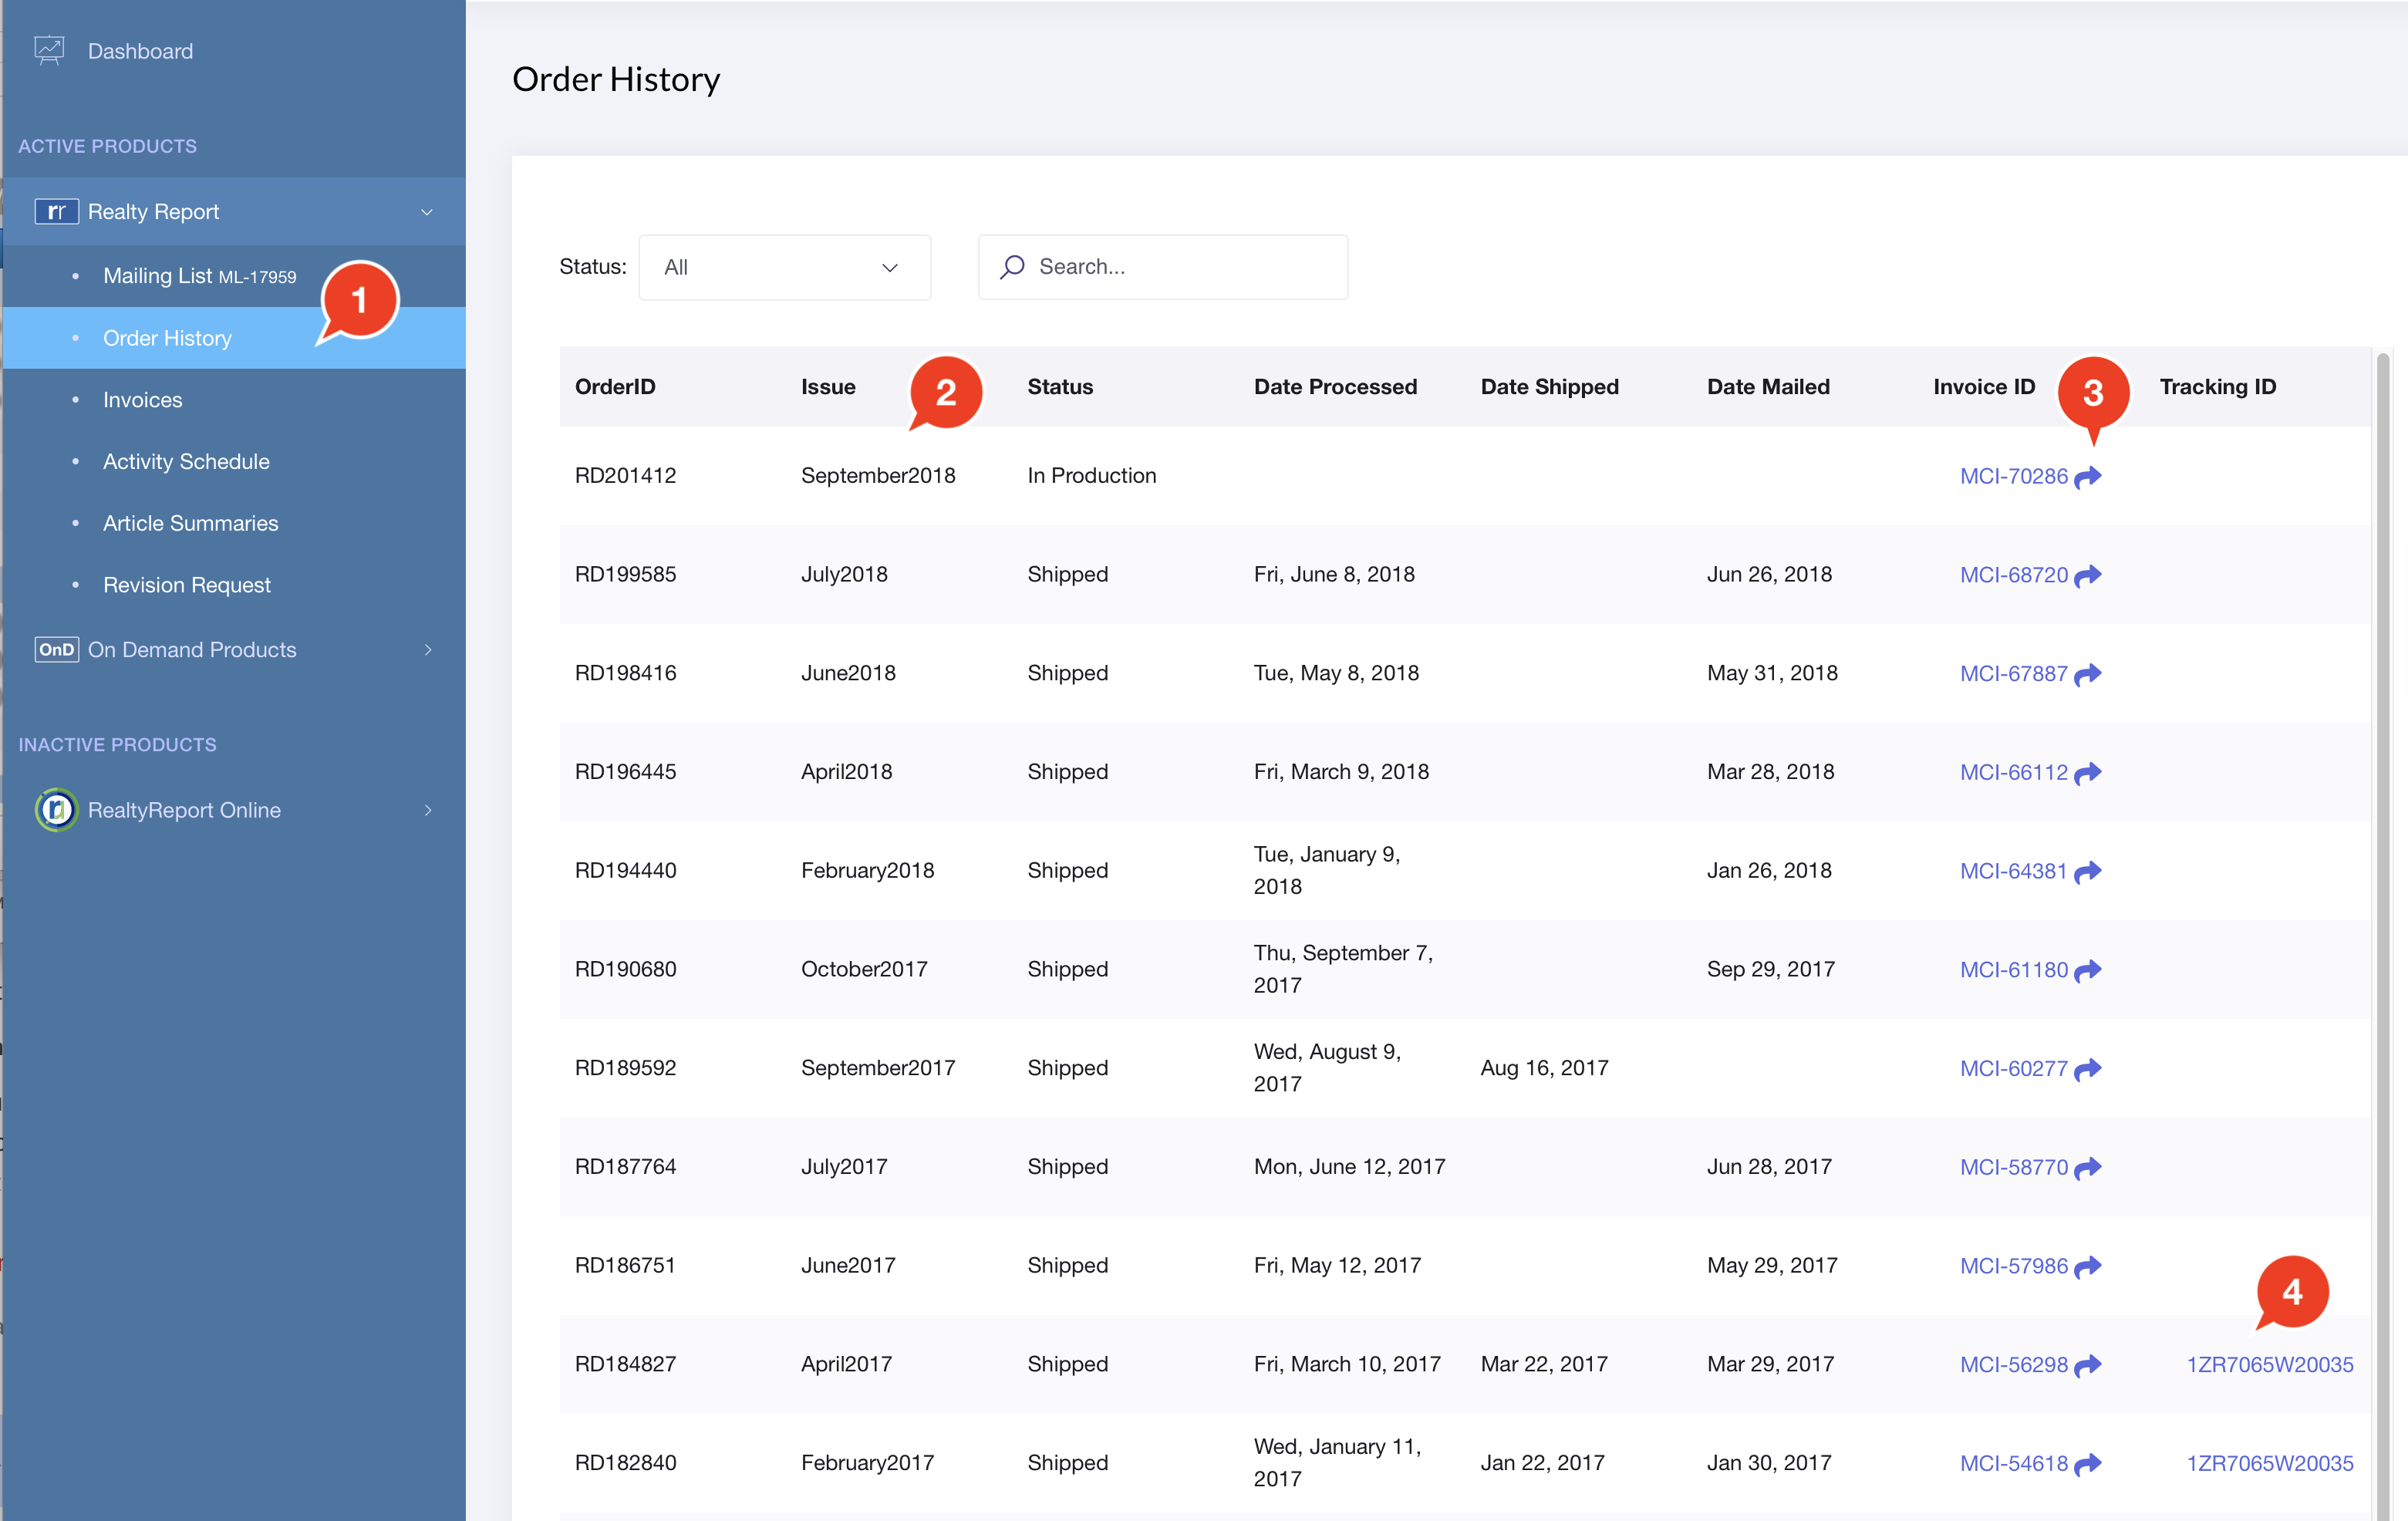 Dashboard
ACTIVE PRODUCTS
rr Realty Report
Mailing List ML-17959
1
Order History
Invoices
Activity Schedule
Article Summaries
Revision Request
OnD On Demand Products
INACTIVE PRODUCTS
RealtyReport Online
Order History
Status: All Search...
OrderID Issue 2 Status Date Processed Date Shipped Date Mailed Invoice ID 3 Tracking ID
RD201412 September2018 In Production MCI-70286
RD199585 July2018 Shipped Fri, June 8, 2018 Jun 26, 2018 MCI-68720
RD198416 June2018 Shipped Tue, May 8, 2018 May 31, 2018 MCI-67887
RD196445 April2018 Shipped Fri, March 9, 2018 Mar 28, 2018 MCI-66112
RD194440 February2018 Shipped Tue, January 9, 2018 Jan 26, 2018 MCI-64381
RD190680 October2017 Shipped Thu, September 7, 2017 Sep 29, 2017 MCI-61180
RD189592 September2017 Shipped Wed, August 9, 2017 Aug 16, 2017 MCI-60277
RD187764 July2017 Shipped Mon, June 12, 2017 Jun 28, 2017 MCI-58770
RD186751 June2017 Shipped Fri, May 12, 2017 May 29, 2017 MCI-57986
4
RD184827 April2017 Shipped Fri, March 10, 2017 Mar 22, 2017 Mar 29, 2017 MCI-56298 1ZR7065W20035
RD182840 February2017 Shipped Wed, January 11, 2017 Jan 22, 2017 Jan 30, 2017 MCI-54618 1ZR7065W20035